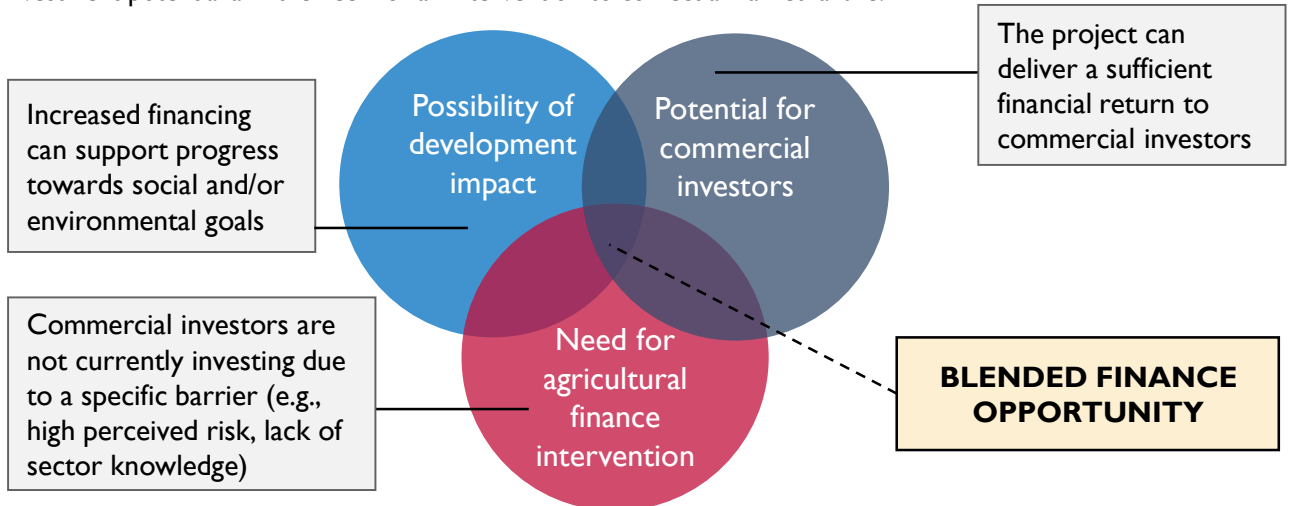 The project can
deliver a sufficient
financial return to
commercial investors
Increased financing
can support progress
towards social and/or
environmental goals
Possibility of
development
impact
Potential for
commercial
investors
Commercial investors are
not currently investing due
to a specific barrier (e.g.,
high perceived risk, lack of
sector knowledge)
Need for
agricultural
finance
intervention
BLENDED FINANCE
OPPORTUNITY